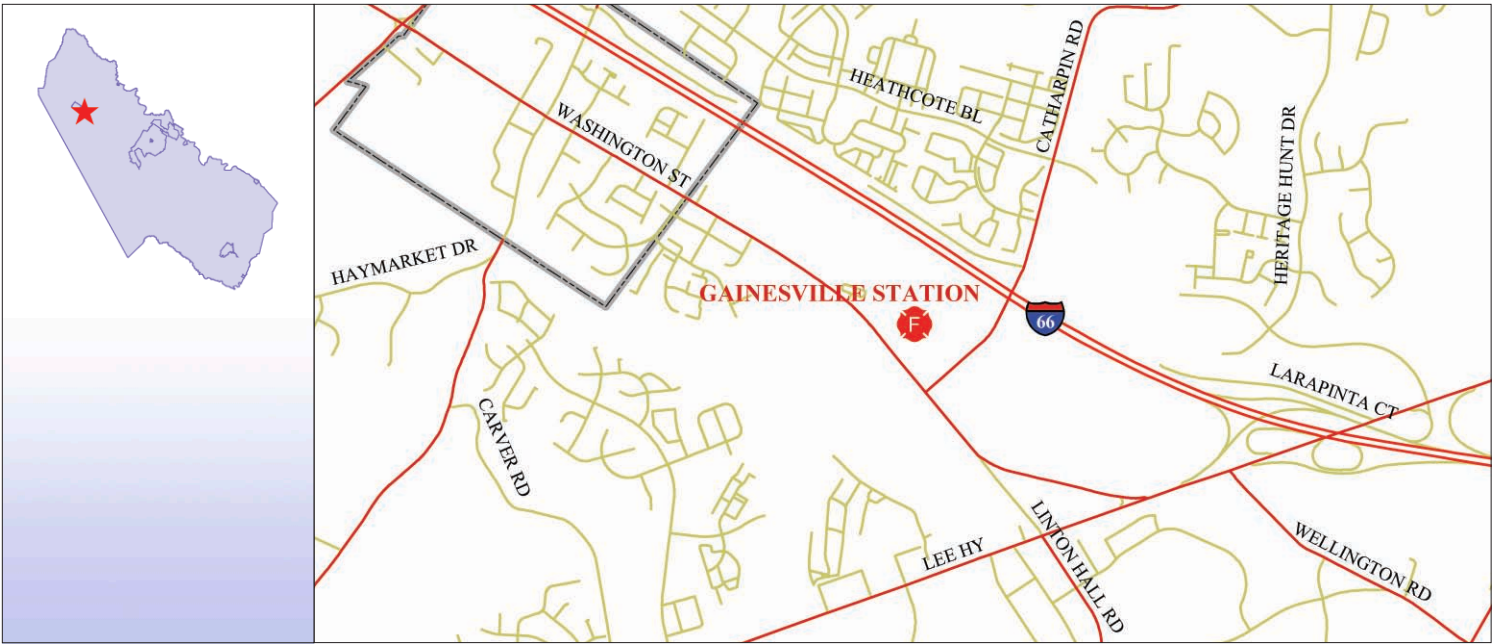 HEATHCOTE BL
CATHARPIN RD
WASHINGTON ST
HERITAGE HUNT DR
HAYMARKET DR
GAINESVILLE STATION
F
66
LARAPINTA CT
CARVER RD
LINTON HALL RD
LEE HY
WELLINGTON RD